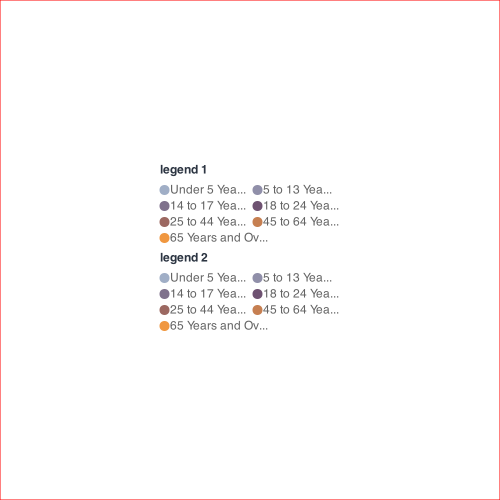 legend 1
Under 5 Yea... 5 to 13 Yea...
14 to 17 Yea... 18 to 24 Yea...
25 to 44 Yea... 45 to 64 Yea...
65 Years and Ov...
legend 2
Under 5 Yea... 5 to 13 Yea...
14 to 17 Yea... 18 to 24 Yea...
25 to 44 Yea... 45 to 64 Yea...
65 Years and Ov...